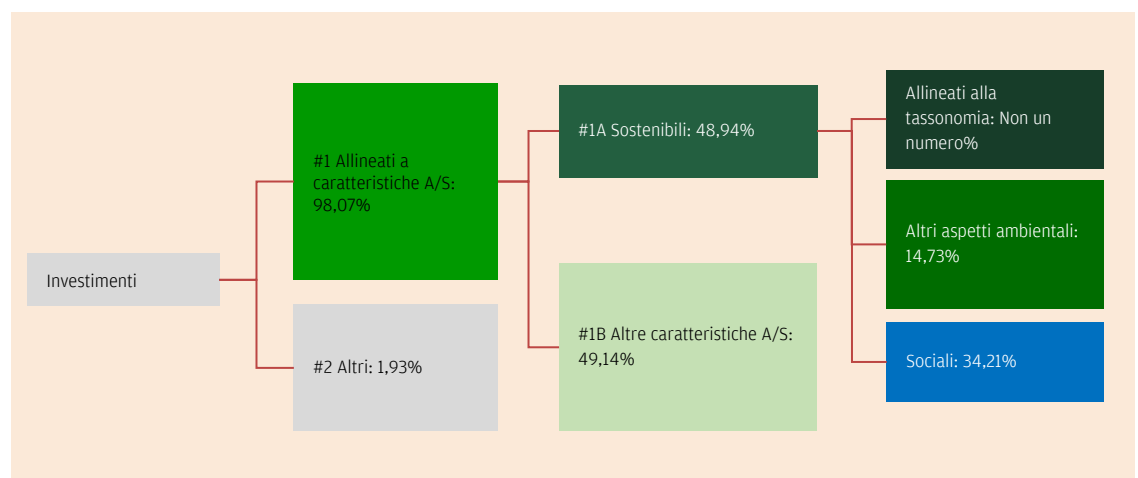 Investimenti
#1 Allineati a
caratteristiche A/S:
98,07%
#2 Altri: 1,93%
#1A Sostenibili: 48,94%
#1B Altre caratteristiche A/S:
49,14%
Allineati alla
tassonomia: Non un
numero%
Altri aspetti ambientali:
14,73%
Sociali: 34,21%